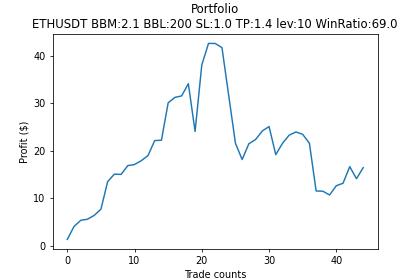 Portfolio
ETHUSDT BBM:2.1 BBL:200 SL:1.0 TP:1.4 lev:10 WinRatio:69.0
40
30
20
10
0
Profit ($)
0
10
20
30
40
Trade counts